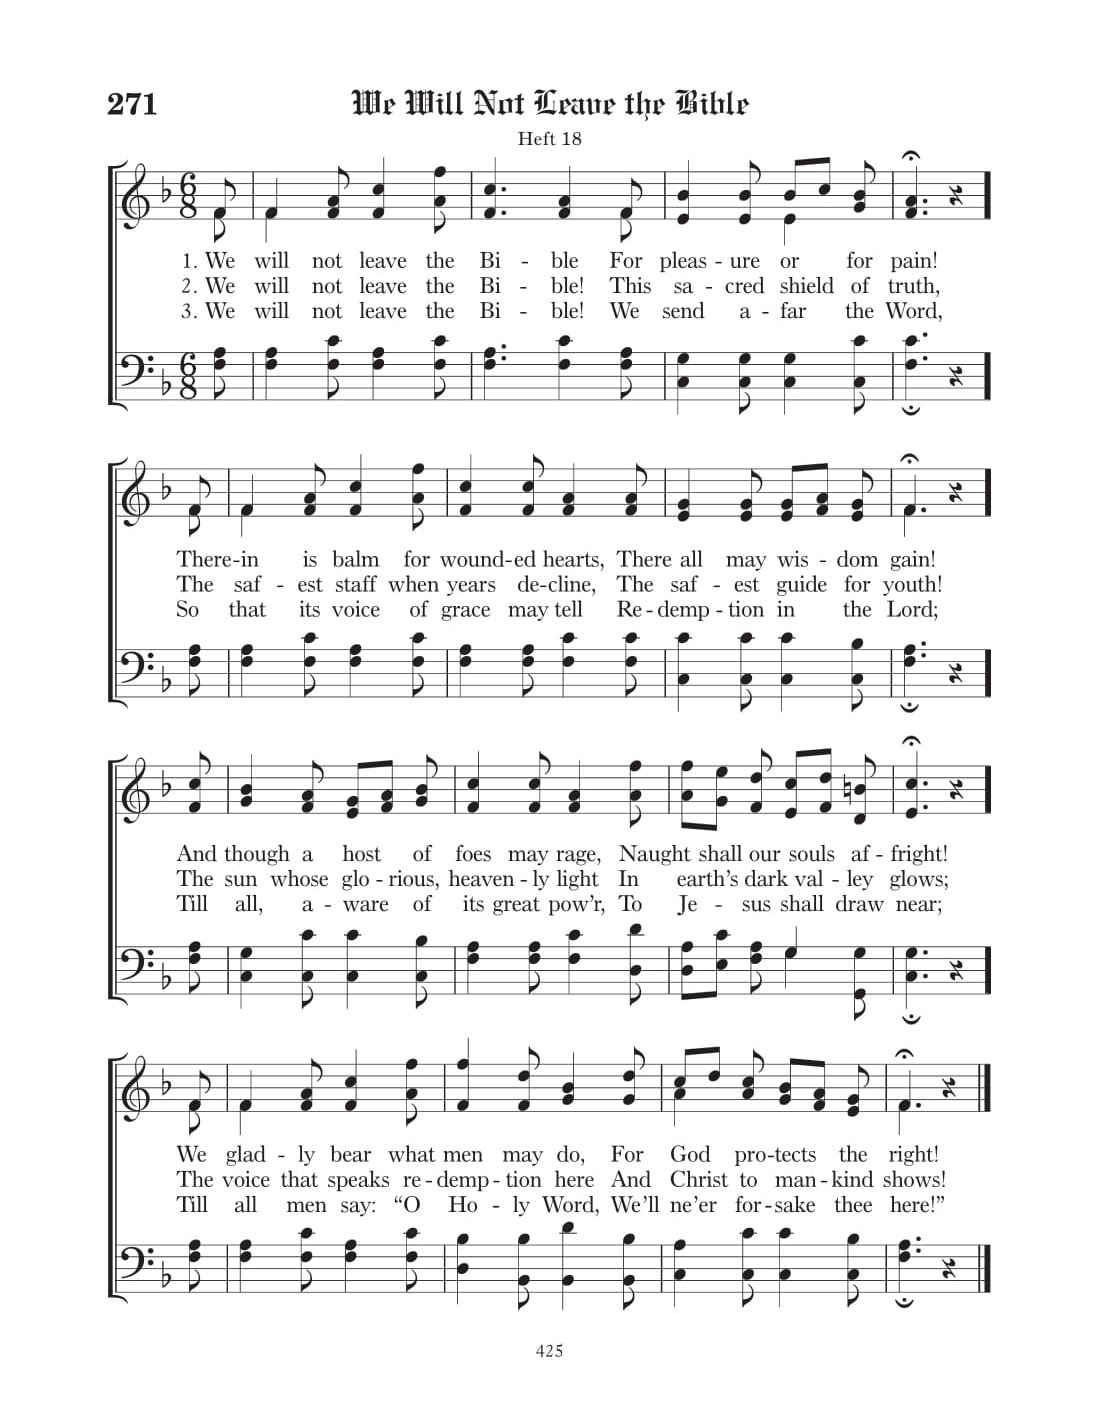 271 We Will Not Leave the Bible
Heft 18
1. We will not leave the Bi - ble For pleas - ure or for pain!
2. We will not leave the Bi - ble! This sa - cred shield of truth,
3. We will not leave the Bi - ble! We send a - far the Word,
There-in is balm for wound-ed hearts, There all may wis - dom gain!
The saf - est staff when years de-cline, The saf - est guide for youth!
So that its voice of grace may tell Re-demp-tion in the Lord;
And though a host of foes may rage, Naught shall our souls af - fright!
The sun whose glo - rious, heaven - ly light In earth's dark val - ley glows;
Till all, a - ware of its great pow'r, To Je - sus shall draw near;
We glad - ly bear what men may do, For God pro-tects the right!
The voice that speaks re-demp-tion here And Christ to man-kind shows!
Till all men say: “O Ho - ly Word, We'll ne'er for-sake thee here!”
425